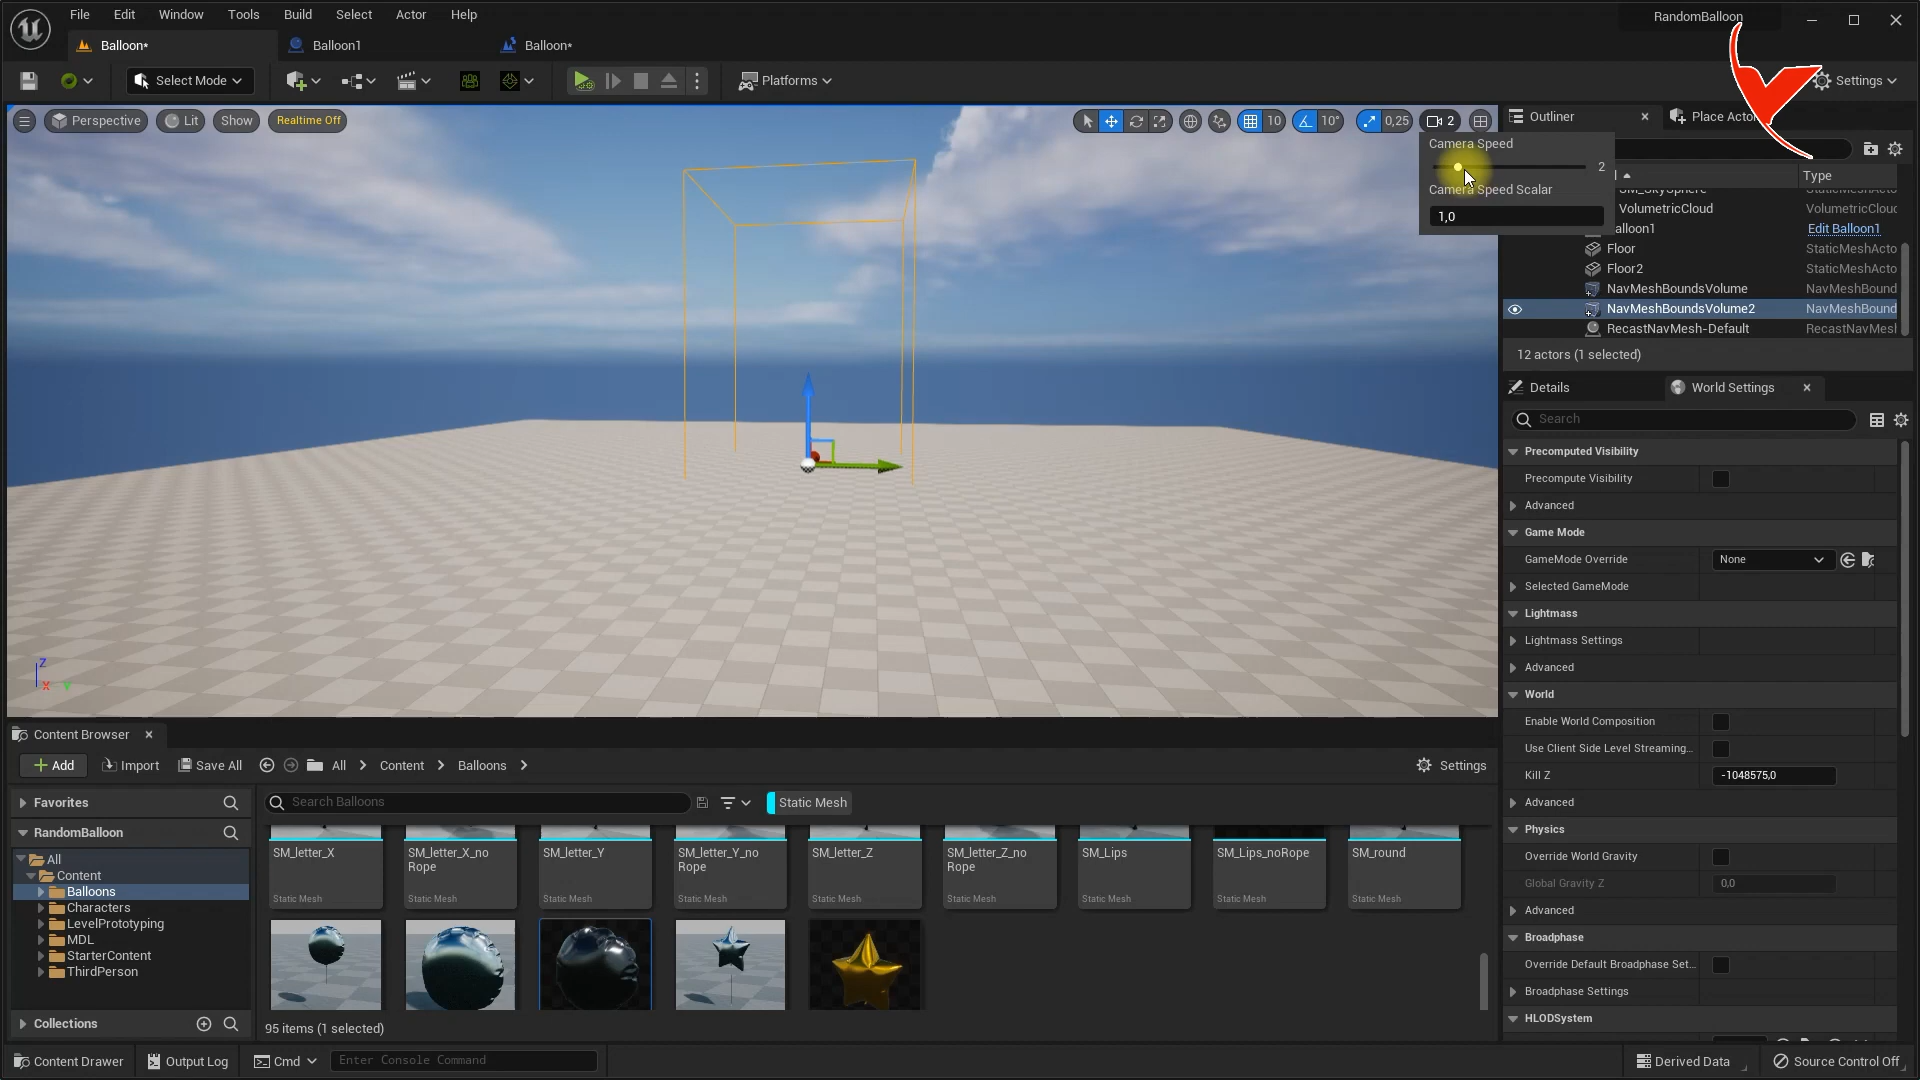 File Edit Window Tools Build Select Actor Help
RandomBalloon
Balloon* Balloon1 Balloon*
Select Mode Platforms Settings
Perspective Lit Show Realtime Off 10 10° 0,25 2
Outliner Place Actor
Camera Speed
2
Camera Speed Scalar
1,0
Type
VolumetricCloud VolumetricClouc
alloon1 Edit Balloon1
Floor StaticMeshActo
Floor2 StaticMeshActo
NavMeshBoundsVolume NavMeshBound
NavMeshBoundsVolume2 NavMeshBound
RecastNavMesh-Default RecastNavMesl
12 actors (1 selected)
Details World Settings
Search
Precomputed Visibility
Precompute Visibility
Advanced
Game Mode
GameMode Override None
Selected GameMode
Lightmass
Lightmass Settings
Advanced
World
Enable World Composition
Use Client Side Level Streaming...
Kill Z -1048575,0
Advanced
Physics
Override World Gravity
Global Gravity Z 0,0
Advanced
Broadphase
Override Default Broadphase Set...
Broadphase Settings
HLODSystem
Z
X Y
Content Browser
Add Import Save All All Content Balloons Settings
Favorites
Search Balloons Static Mesh
RandomBalloon
All
Content
Balloons
Characters
LevelPrototyping
MDL
StarterContent
ThirdPerson
Collections
SM_letter_X
Static Mesh
SM_letter_X_no
Rope
Static Mesh
SM_letter_Y
Static Mesh
SM_letter_Y_no
Rope
Static Mesh
SM_letter_Z
Static Mesh
SM_letter_Z_no
Rope
Static Mesh
SM_Lips
Static Mesh
SM_Lips_noRope
Static Mesh
SM_round
Static Mesh
95 items (1 selected)
Content Drawer Output Log Cmd Enter Console Command Derived Data Source Control Off